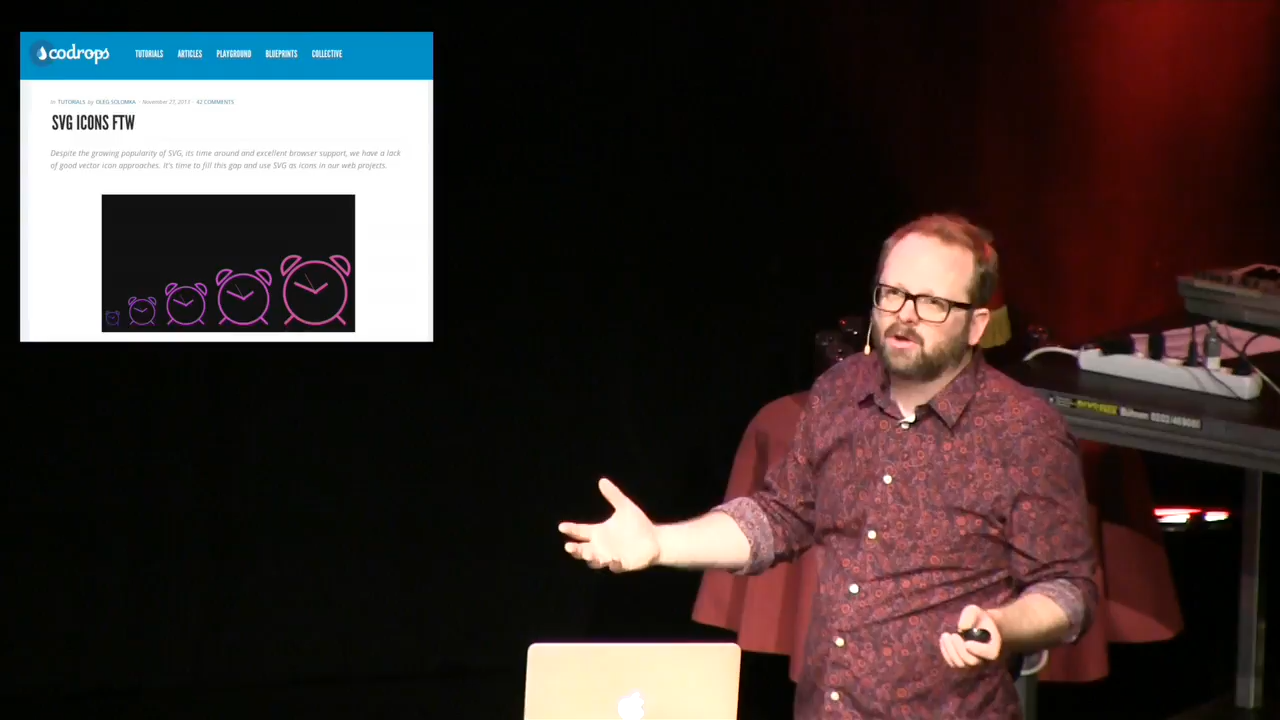 codrops TUTORIALS ARTICLES PLAYGROUND BLUEPRINTS COLLECTIVE
in TUTORIALS by OLEG SOLOMKA · November 27, 2013 · 42 COMMENTS
SVG ICONS FTW
Despite the growing popularity of SVG, its time around and excellent browser support, we have a lack
of good vector icon approaches. It's time to fill this gap and use SVG as icons in our web projects.